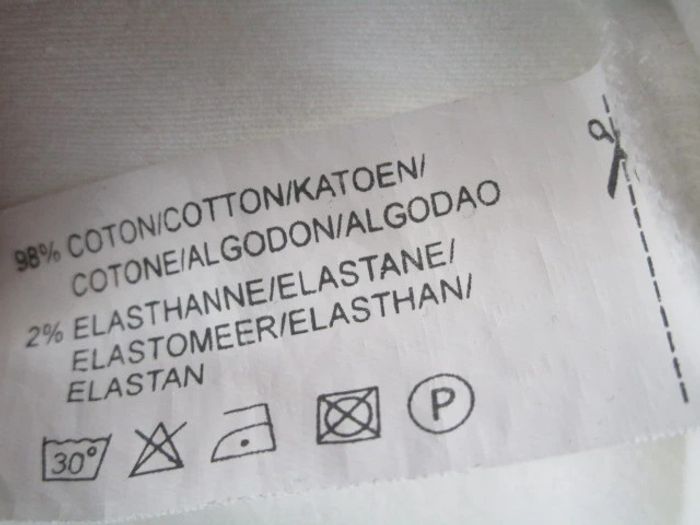 98% COTON/COTTON/KATOEN/
COTONE/ALGODON/ALGODAO
2% ELASTHANNE/ELASTANE/
ELASTOMEER/ELASTHAN/
ELASTAN
30° P